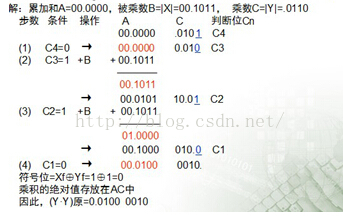 解：累加和A=00.0000，被乘数B=|X|=00.1011， 乘数C=|Y|=.0110
步数 条件 操作 A C 判断位Cn
00.0000 .0101 C4
(1) C4=0 → 00.0000 0.010 C3
(2) C3=1 +B +00.1011
00.1011
→ 00.0101 10.01 C2
(3) C2=1 +B +00.1011
01.0000
→ 00.1000 010.0 C1
(4) C1=0 → 00.0100 0010.
符号位=Xf⊕Yf=1⊕1=0
乘积的绝对值存放在AC中
因此，(Y·Y)原=0.0100 0010
http://blog.csdn.net/